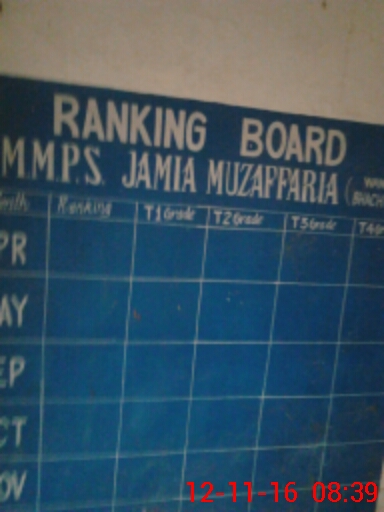 RANKING BOARD
M.M.P.S. JAMIA MUZAFFARIA (
Ranking T1 Grade T2 Grade T3 Grade
PR
AY
EP
CT
OV
12-11-16 08:39